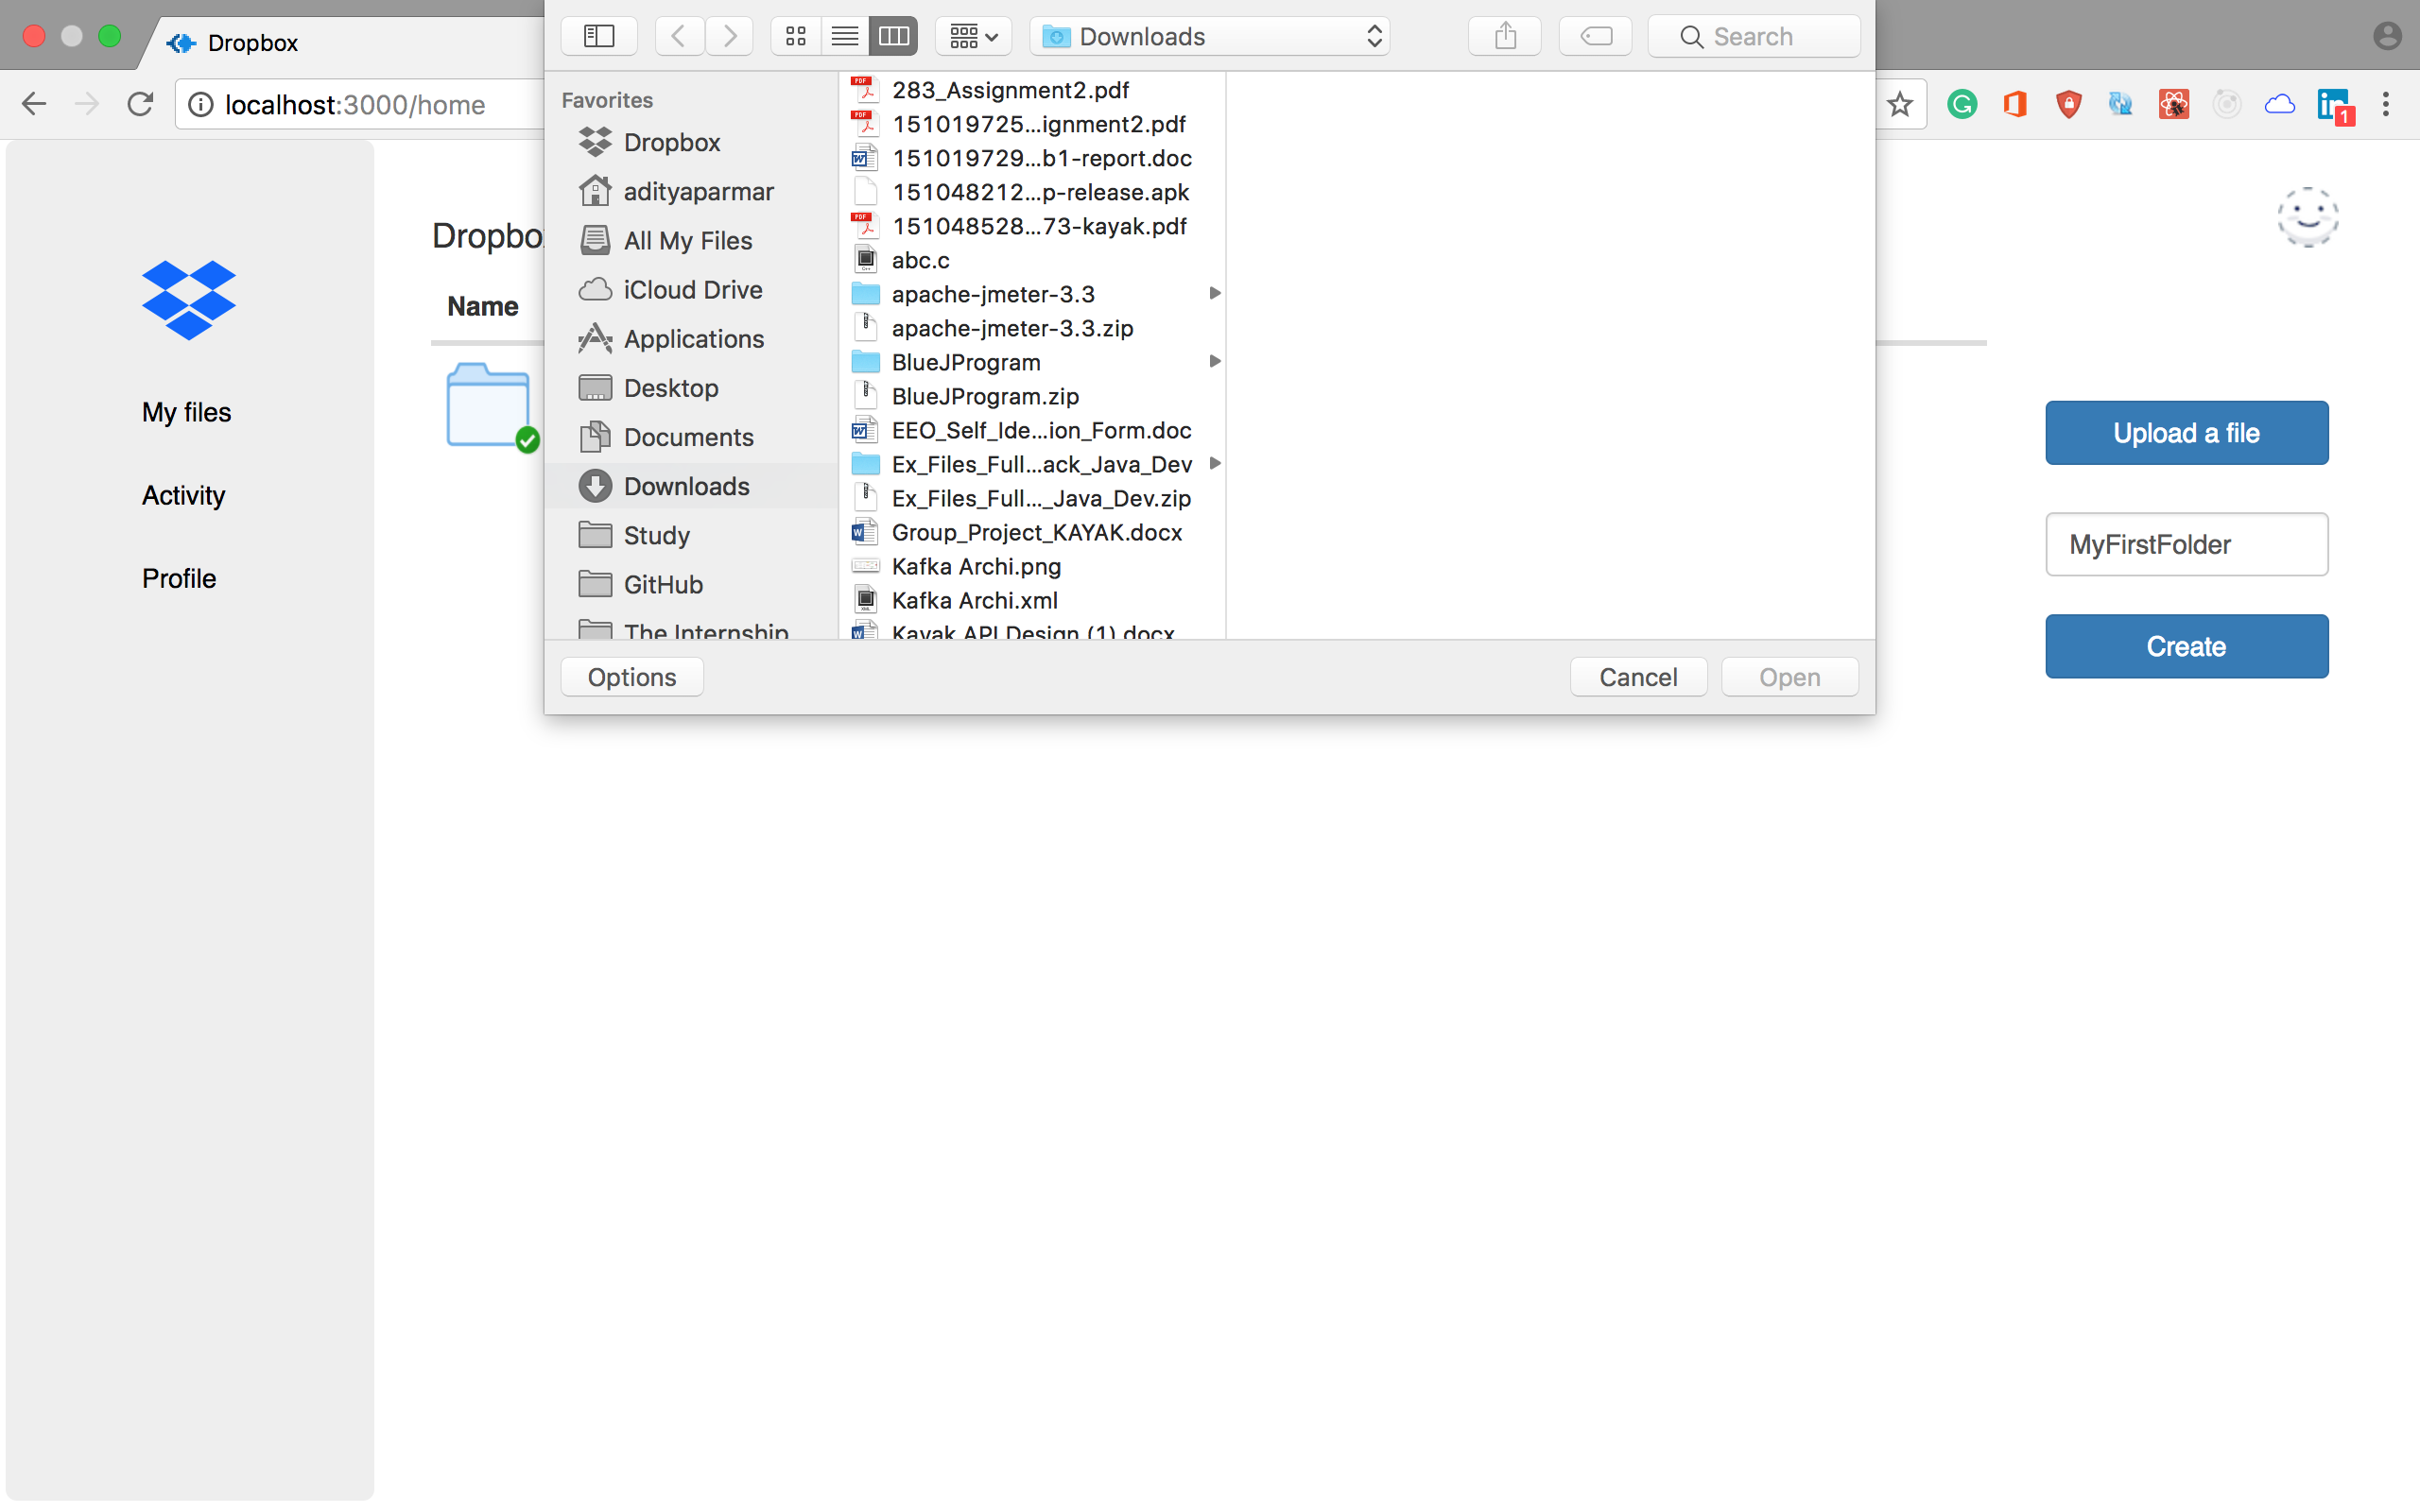 Dropbox
Downloads
Search
localhost:3000/home
1
My files
Activity
Profile
Dropbo
Name
Favorites
Dropbox
adityaparmar
All My Files
iCloud Drive
Applications
Desktop
Documents
Downloads
Study
GitHub
The Internship
283_Assignment2.pdf
151019725...ignment2.pdf
151019729...b1-report.doc
151048212...p-release.apk
151048528...73-kayak.pdf
abc.c
apache-jmeter-3.3
apache-jmeter-3.3.zip
BlueJProgram
BlueJProgram.zip
EEO_Self_Ide...ion_Form.doc
Ex_Files_Full...ack_Java_Dev
Ex_Files_Full..._Java_Dev.zip
Group_Project_KAYAK.docx
Kafka Archi.png
Kafka Archi.xml
Kayak API Design (1).docx
Options
Cancel
Open
Upload a file
MyFirstFolder
Create